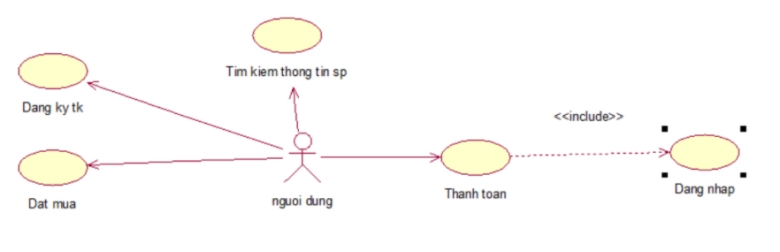 Tim kiem thong tin sp
Dang ky tk
<<include>>
Dat mua
nguoi dung
Thanh toan
Dang nhap